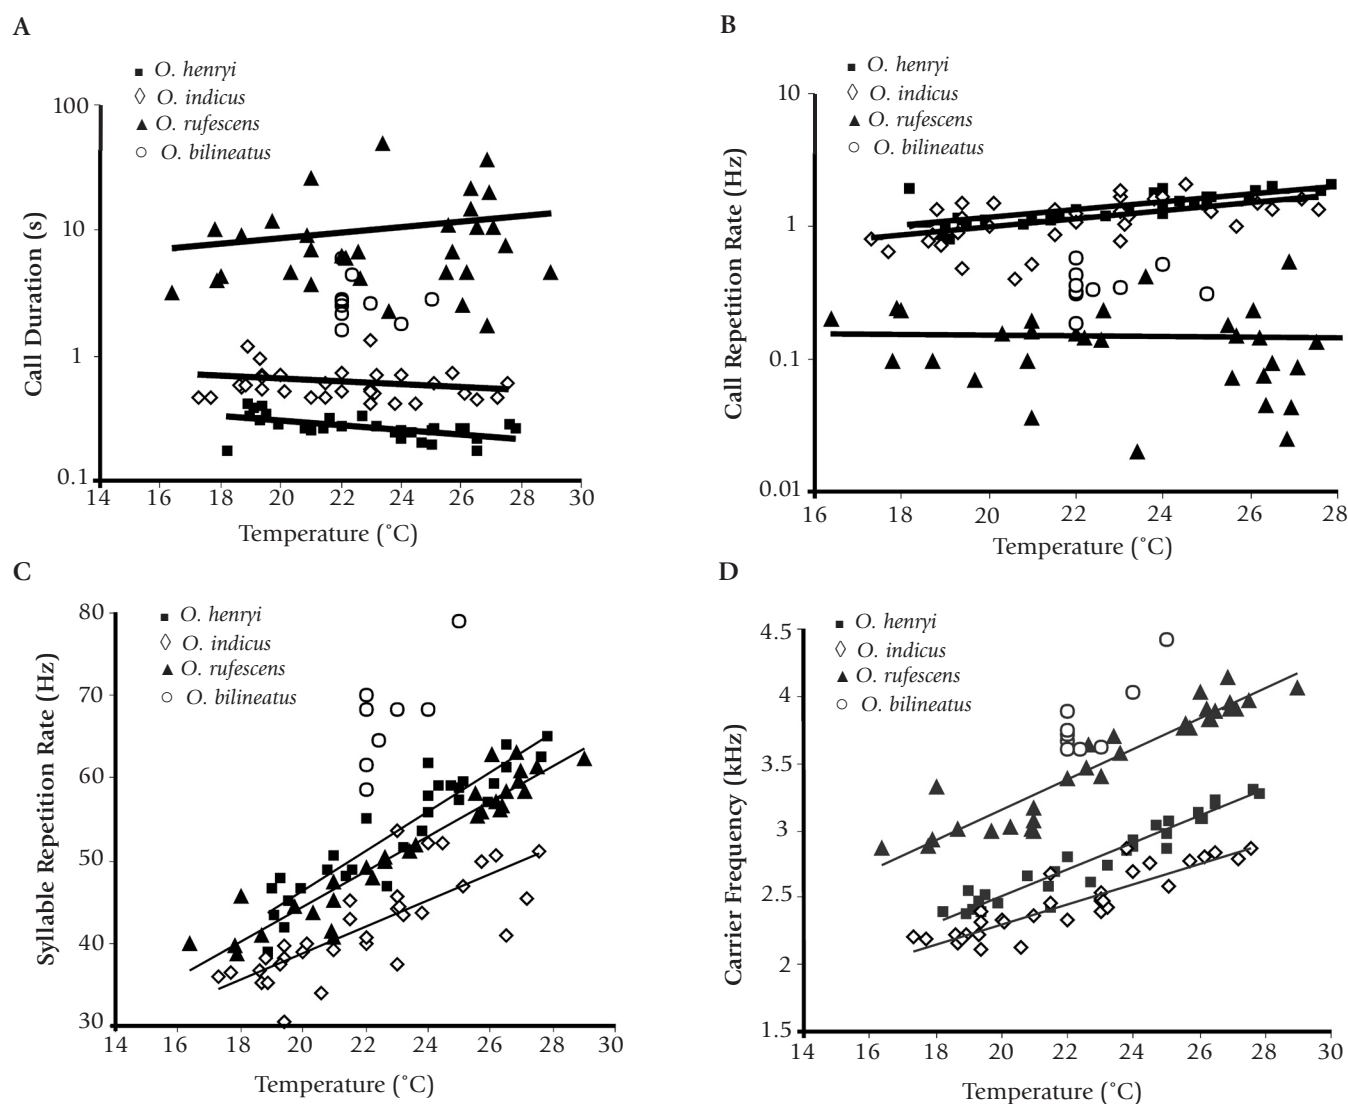 A
O. henryi
O. indicus
O. rufescens
O. bilineatus
100
10
1
0.1
Call Duration (s)
14 16 18 20 22 24 26 28 30
Temperature (˚C)
B
O. henryi
O. indicus
O. rufescens
O. bilineatus
10
1
0.1
0.01
Call Repetition Rate (Hz)
16 18 20 22 24 26 28
Temperature (˚C)
C
O. henryi
O. indicus
O. rufescens
O. bilineatus
80
70
60
50
40
30
Syllable Repetition Rate (Hz)
14 16 18 20 22 24 26 28 30
Temperature (˚C)
D
O. henryi
O. indicus
O. rufescens
O. bilineatus
4.5
4
3.5
3
2.5
2
1.5
Carrier Frequency (kHz)
14 16 18 20 22 24 26 28 30
Temperature (˚C)